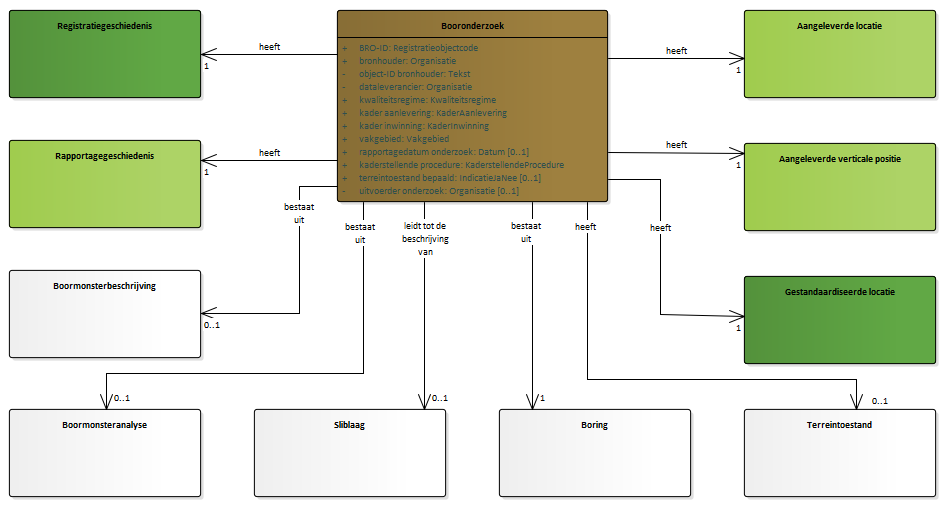 Registratiegeschiedenis
heeft
1
Booronderzoek
+ BRO-ID: Registratieobjectcode
+ bronhouder: Organisatie
- object-ID bronhouder: Tekst
- dataleverancier: Organisatie
+ kwaliteitsregime: Kwaliteitsregime
+ kader aanlevering: KaderAanlevering
+ kader inwinning: KaderInwinning
+ vakgebied: Vakgebied
+ rapportagedatum onderzoek: Datum [0..1]
+ kaderstellende procedure: KaderstellendeProcedure
+ terreintoestand bepaald: IndicatieJaNee [0..1]
- uitvoerder onderzoek: Organisatie [0..1]
heeft
1
Aangeleverde locatie
Rapportagegeschiedenis
heeft
1
heeft
1
Aangeleverde verticale positie
bestaat
uit
bestaat
uit
leidt tot de
beschrijving
van
bestaat
uit
heeft
heeft
Boormonsterbeschrijving
0..1
Gestandaardiseerde locatie
1
0..1
Boormonsteranalyse
0..1
Sliblaag
1
Boring
0..1
Terreintoestand